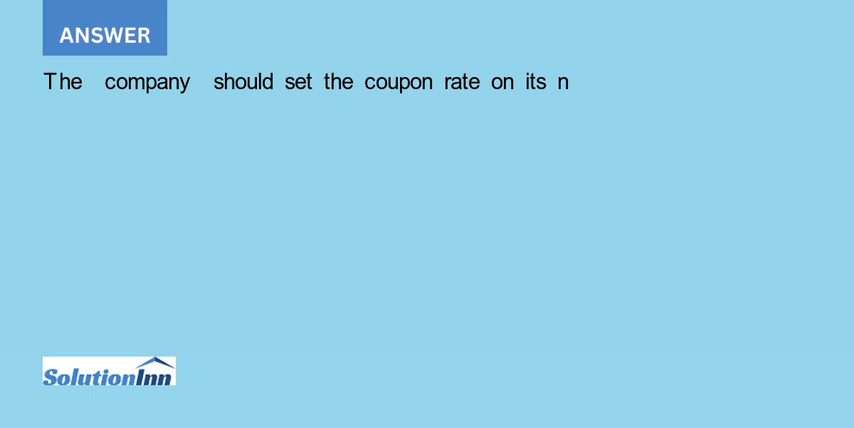 ANSWER
The company should set the coupon rate on its n
SolutionInn